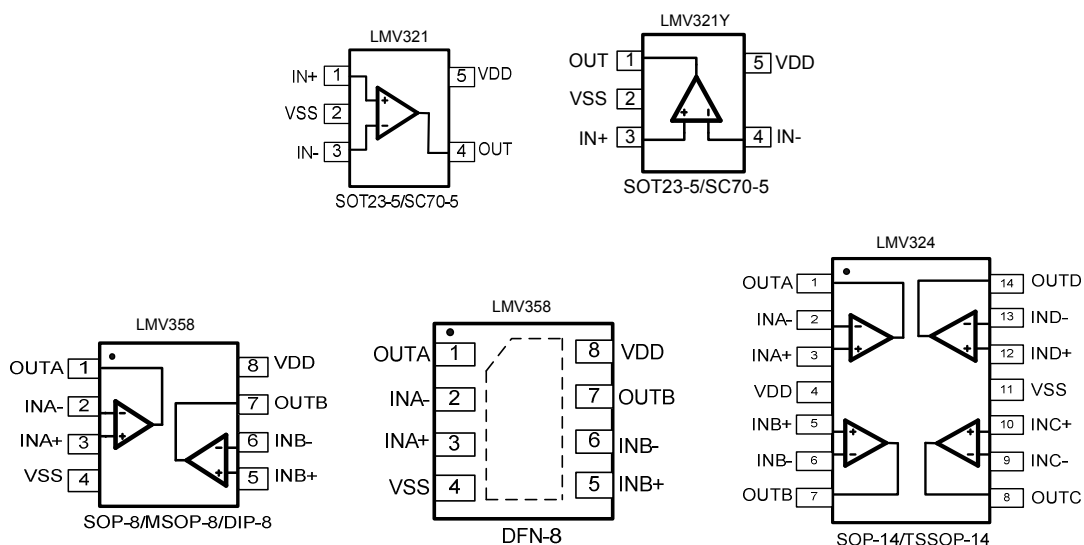 LMV321
IN+ 1
VSS 2
IN- 3
5 VDD
4 OUT
+
−
SOT23-5/SC70-5
LMV321Y
OUT 1
VSS 2
IN+ 3
5 VDD
4 IN-
+ −
SOT23-5/SC70-5
LMV358
OUTA 1
INA- 2
INA+ 3
VSS 4
8 VDD
7 OUTB
6 INB-
5 INB+
−
+
−
+
SOP-8/MSOP-8/DIP-8
LMV358
OUTA 1
INA- 2
INA+ 3
VSS 4
8 VDD
7 OUTB
6 INB-
5 INB+
DFN-8
LMV324
OUTA 1
INA- 2
INA+ 3
VDD 4
INB+ 5
INB- 6
OUTB 7
14 OUTD
13 IND-
12 IND+
11 VSS
10 INC+
9 INC-
8 OUTC
−
+
−
+
+
−
+
−
SOP-14/TSSOP-14